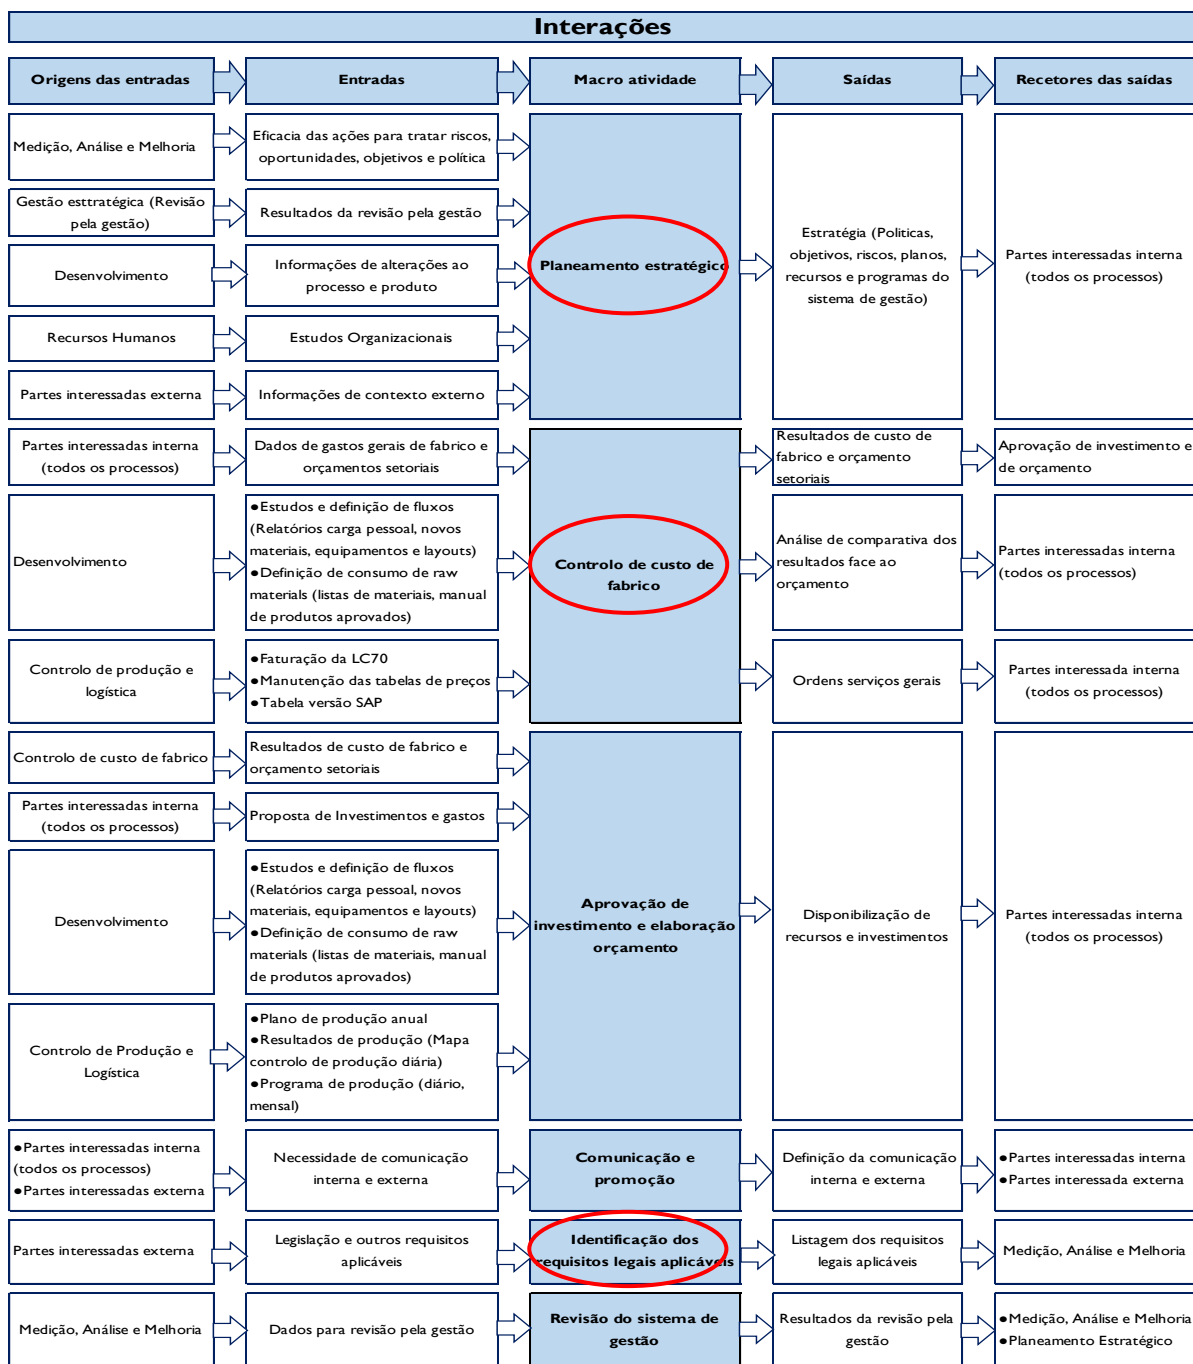 Interações
Origens das entradas
Entradas
Macro atividade
Saídas
Recetores das saídas
Medição, Análise e Melhoria
Eficacia das ações para tratar riscos,
oportunidades, objetivos e política
Gestão esttratégica (Revisão
pela gestão)
Resultados da revisão pela gestão
Desenvolvimento
Informações de alterações ao
processo e produto
Recursos Humanos
Estudos Organizacionais
Partes interessadas externa
Informações de contexto externo
Planeamento estratégico
Estratégia (Politicas,
objetivos, riscos, planos,
recursos e programas do
sistema de gestão)
Partes interessadas interna
(todos os processos)
Partes interessadas interna
(todos os processos)
Dados de gastos gerais de fabrico e
orçamentos setoriais
Desenvolvimento
●Estudos e definição de fluxos
(Relatórios carga pessoal, novos
materiais, equipamentos e layouts)
●Definição de consumo de raw
materials (listas de materiais, manual
de produtos aprovados)
Controlo de produção e
logística
●Faturação da LC70
●Manutenção das tabelas de preços
●Tabela versão SAP
Controlo de custo de
fabrico
Resultados de custo de
fabrico e orçamento
setoriais
Aprovação de investimento e
de orçamento
Análise de comparativa dos
resultados face ao
orçamento
Partes interessadas interna
(todos os processos)
Ordens serviços gerais
Partes interessada interna
(todos os processos)
Controlo de custo de fabrico
Resultados de custo de fabrico e
orçamento setoriais
Partes interessadas interna
(todos os processos)
Proposta de Investimentos e gastos
Desenvolvimento
●Estudos e definição de fluxos
(Relatórios carga pessoal, novos
materiais, equipamentos e layouts)
●Definição de consumo de raw
materials (listas de materiais, manual
de produtos aprovados)
Controlo de Produção e
Logística
●Plano de produção anual
●Resultados de produção (Mapa
controlo de produção diária)
●Programa de produção (diário,
mensal)
Aprovação de
investimento e elaboração
orçamento
Disponibilização de
recursos e investimentos
Partes interessadas interna
(todos os processos)
●Partes interessadas interna
(todos os processos)
●Partes interessadas externa
Necessidade de comunicação
interna e externa
Comunicação e
promoção
Definição da comunicação
interna e externa
●Partes interessadas interna
●Partes interessada externa
Partes interessadas externa
Legislação e outros requisitos
aplicáveis
Identificação dos
requisitos legais aplicáveis
Listagem dos requisitos
legais aplicáveis
Medição, Análise e Melhoria
Medição, Análise e Melhoria
Dados para revisão pela gestão
Revisão do sistema de
gestão
Resultados da revisão pela
gestão
●Medição, Análise e Melhoria
●Planeamento Estratégico